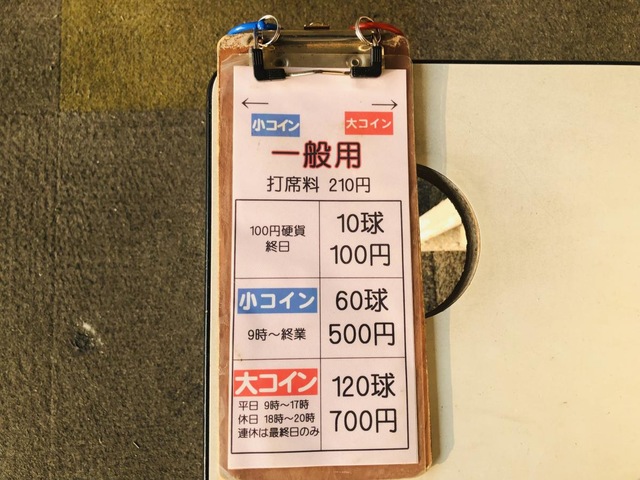 ← →
小コイン 大コイン
一般用
打席料 210円
100円硬貨
終日
10球
100円
小コイン
9時～終業
60球
500円
大コイン
平日 9時～17時
休日 18時～20時
連休は最終日のみ
120球
700円